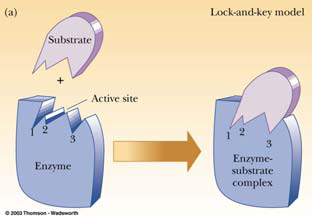 (a)
Lock-and-key model
Substrate
+
Active site
1 2 3
Enzyme
1 2 3
Enzyme-
substrate
complex
© 2003 Thomson - Wadsworth